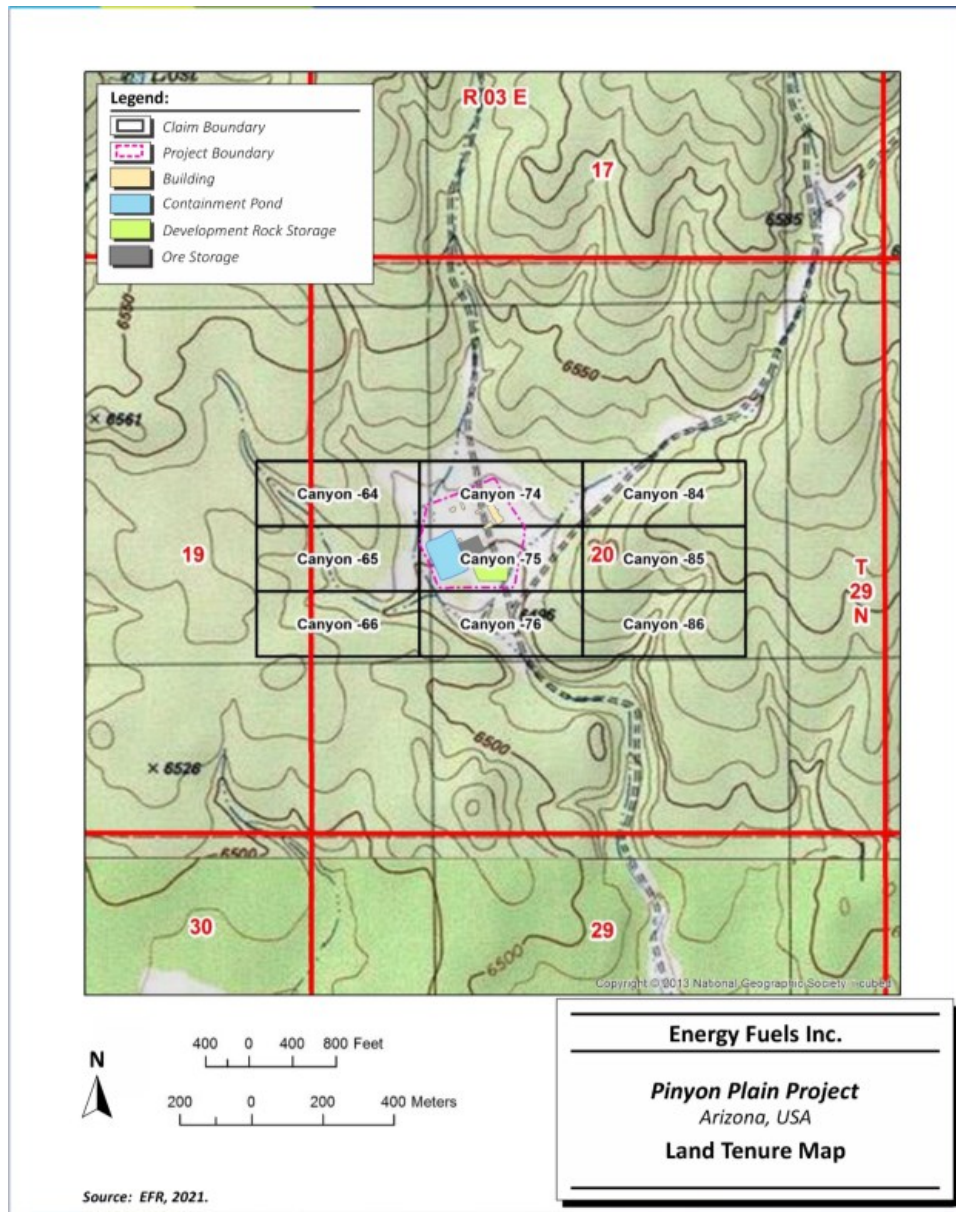 Legend:
Claim Boundary
Project Boundary
Building
Containment Pond
Development Rock Storage
Ore Storage
R 03 E
17
6585
6550
6550
6561
Canyon -64
Canyon -74
Canyon -84
19
Canyon -65
Canyon -75
20
Canyon -85
T
29
N
Canyon -66
Canyon -76
Canyon -86
6500
6526
6500
30
29
6500
Copyright © 2013 National Geographic Society, i-cubed
N
400 0 400 800 Feet
200 0 200 400 Meters
Energy Fuels Inc.
Pinyon Plain Project
Arizona, USA
Land Tenure Map
Source: EFR, 2021.